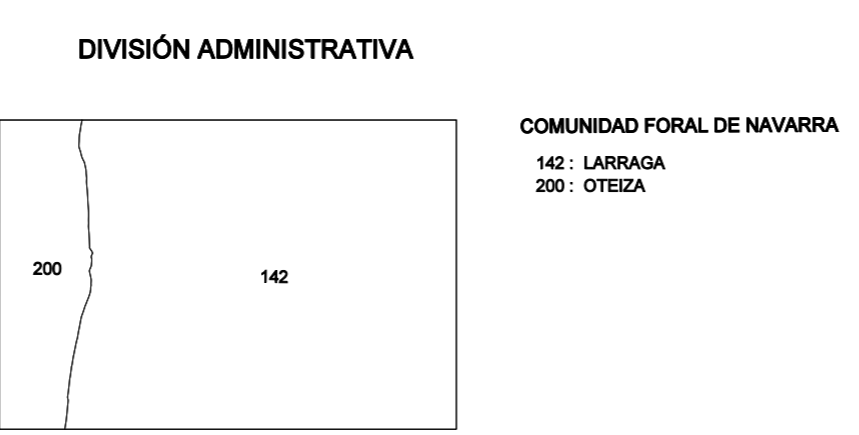 DIVISIÓN ADMINISTRATIVA
COMUNIDAD FORAL DE NAVARRA
142 : LARRAGA
200 : OTEIZA
200
142